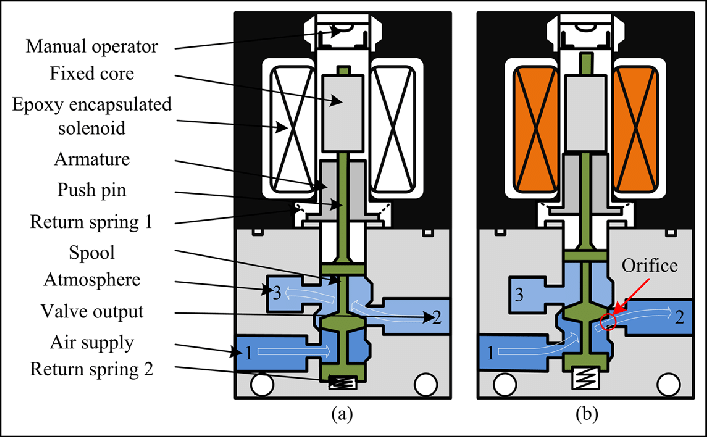 Manual operator
Fixed core
Epoxy encapsulated
solenoid
Armature
Push pin
Return spring 1
Spool
Atmosphere
Valve output
Air supply
Return spring 2
3
2
1
(a)
Orifice
3
2
1
(b)